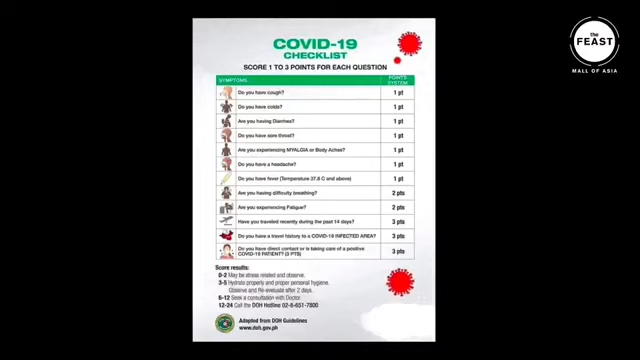 COVID-19
CHECKLIST
SCORE 1 TO 3 POINTS FOR EACH QUESTION
SYMPTOMS POINTS SYSTEM
Do you have cough? 1 pt
Do you have colds? 1 pt
Are you having Diarrhea? 1 pt
Do you have sore throat? 1 pt
Are you experiencing MYALGIA or Body Aches? 1 pt
Do you have a headache? 1 pt
Do you have fever (Temperature 37.8 C and above) 1 pt
Are you having difficulty breathing? 2 pts
Are you experiencing Fatigue? 2 pts
Have you traveled recently during the past 14 days? 3 pts
Do you have a travel history to a COVID-19 INFECTED AREA? 3 pts
Do you have direct contact or is taking care of a positive
COVID-19 PATIENT? (3 PTS) 3 pts
Score results:
0-2 May be stress related and observe.
3-5 Hydrate properly and proper personal hygiene.
Observe and Re-evaluate after 2 days.
6-12 Seek a consultation with Doctor.
12-24 Call the DOH Hotline 02-8-651-7800
Adapted from DOH Guidelines
www.doh.gov.ph
the
FEAST
MALL OF ASIA